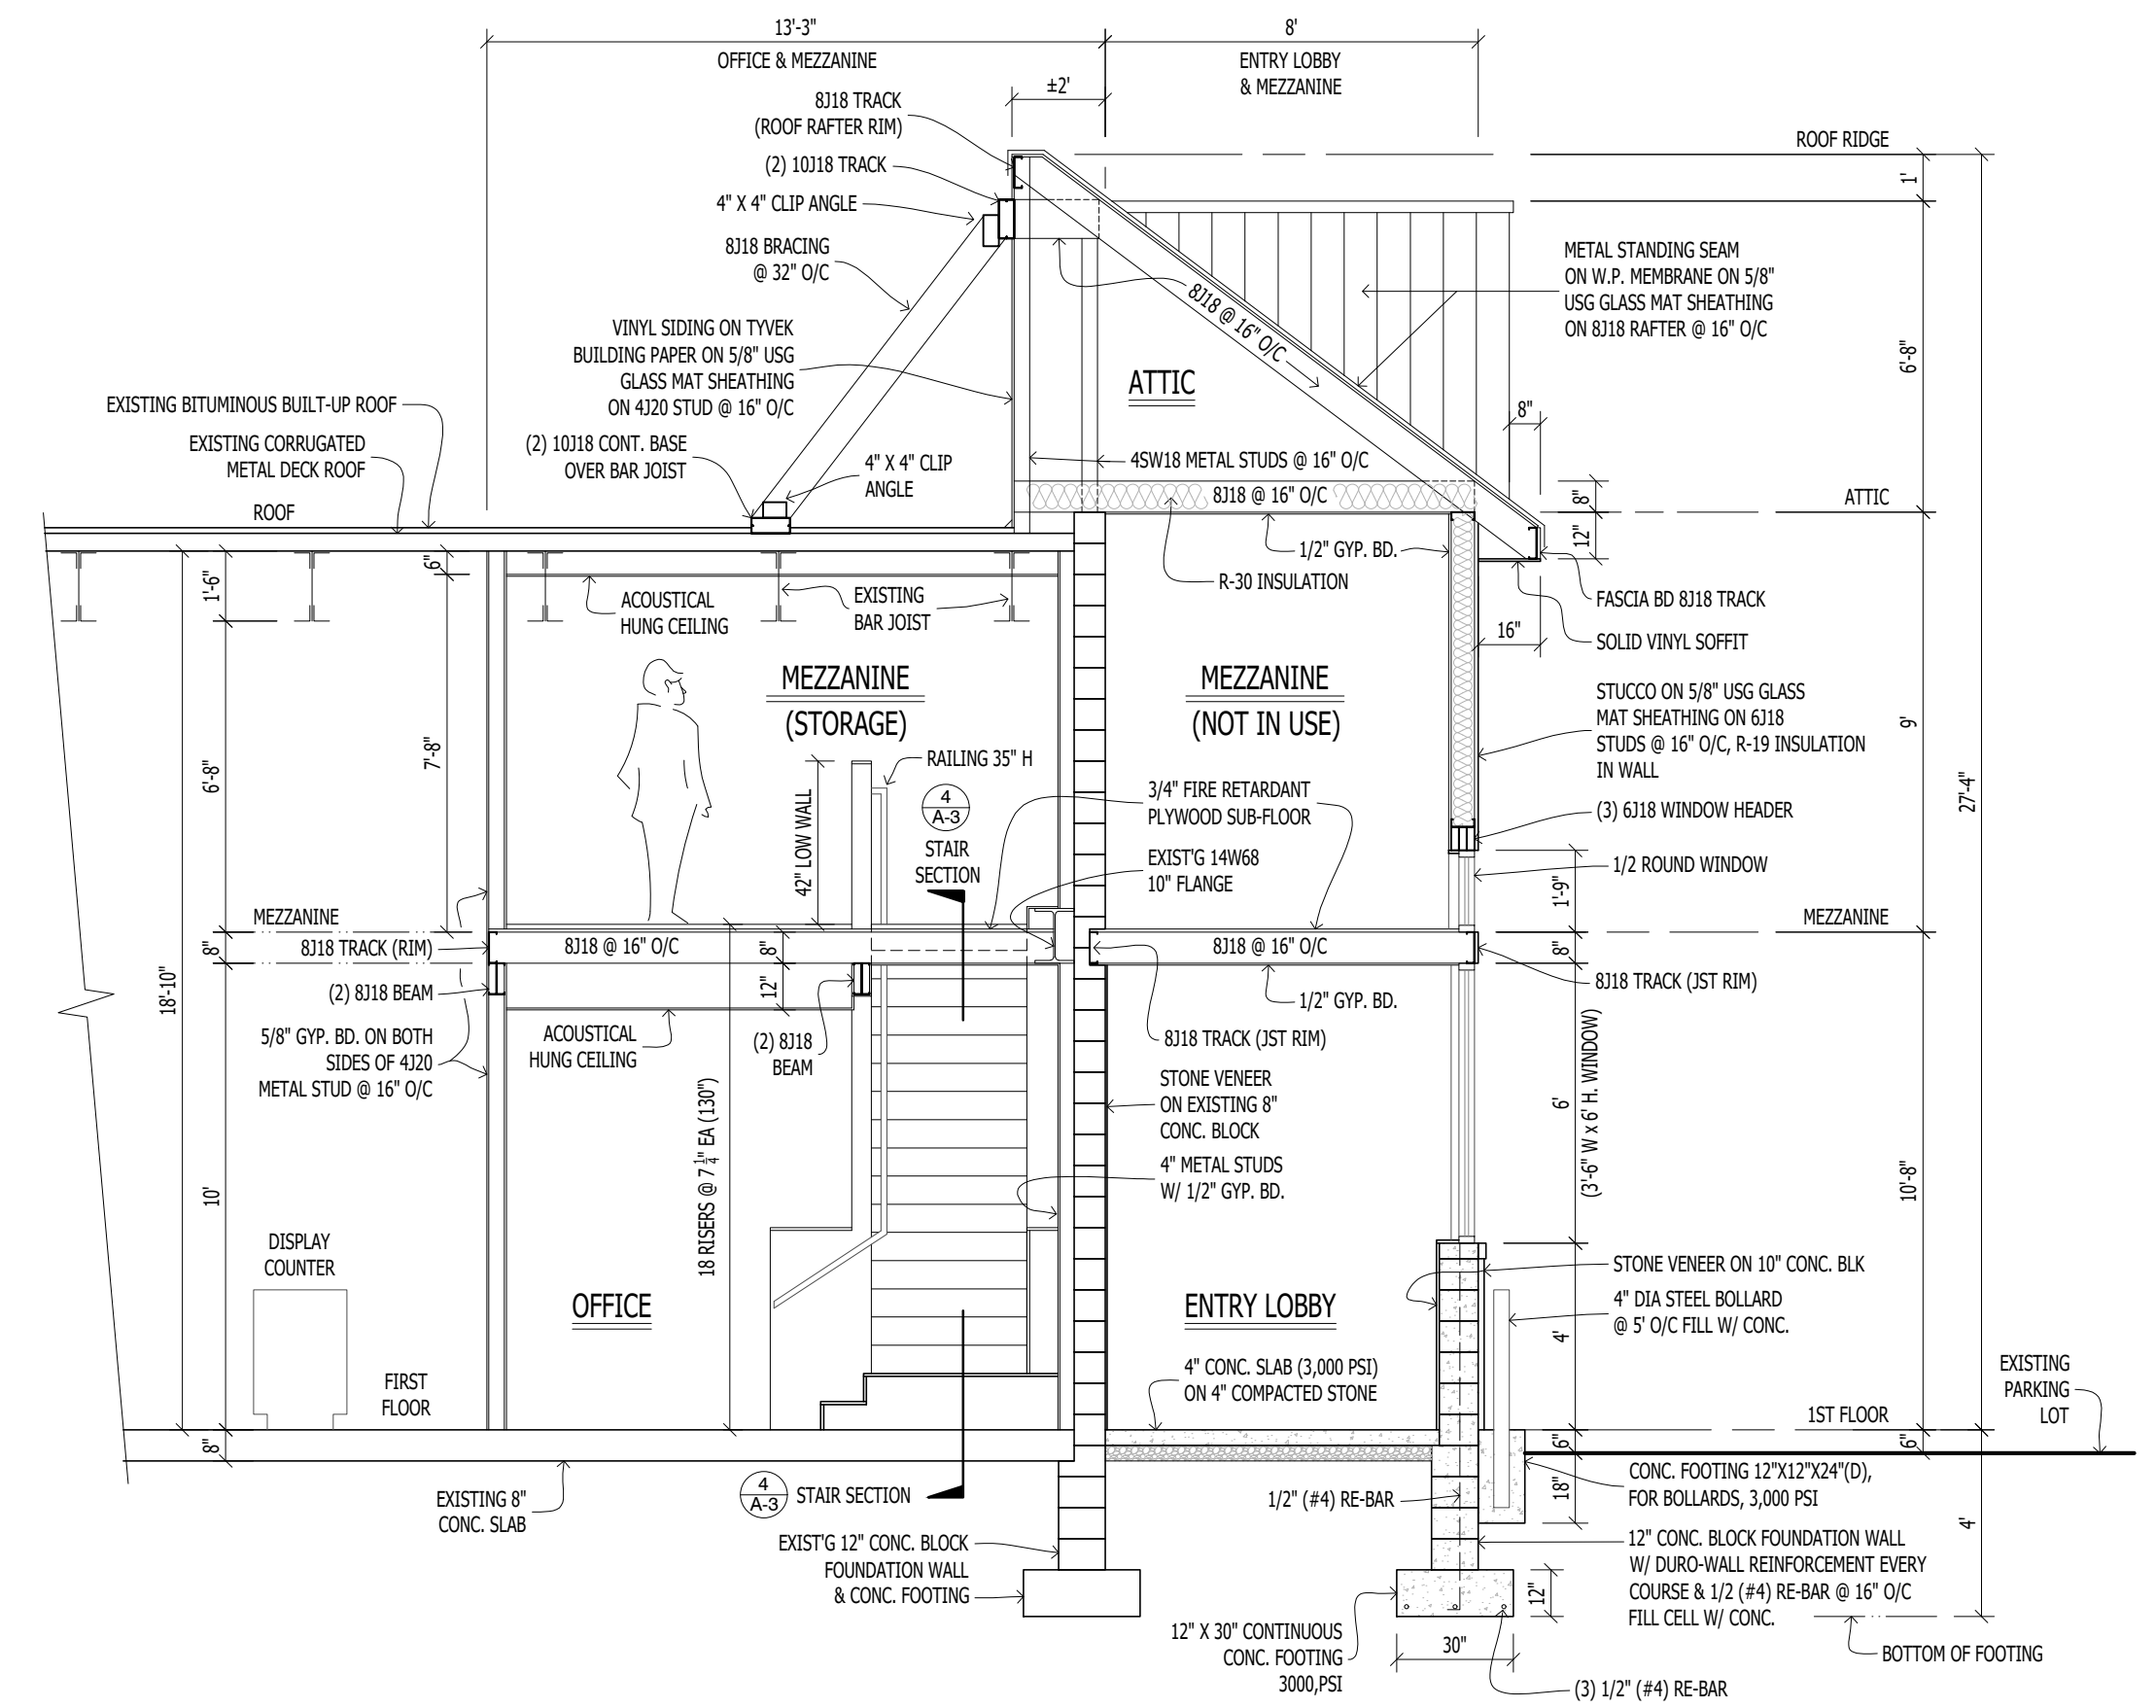 13'-3"
8'
OFFICE & MEZZANINE
ENTRY LOBBY
& MEZZANINE
±2'
8J18 TRACK
(ROOF RAFTER RIM)
(2) 10J18 TRACK
4" X 4" CLIP ANGLE
8J18 BRACING
@ 32" O/C
VINYL SIDING ON TYVEK
BUILDING PAPER ON 5/8" USG
GLASS MAT SHEATHING
ON 4J20 STUD @ 16" O/C
EXISTING BITUMINOUS BUILT-UP ROOF
EXISTING CORRUGATED
METAL DECK ROOF
(2) 10J18 CONT. BASE
OVER BAR JOIST
4" X 4" CLIP
ANGLE
ROOF
ROOF RIDGE
1'
METAL STANDING SEAM
ON W.P. MEMBRANE ON 5/8"
USG GLASS MAT SHEATHING
ON 8J18 RAFTER @ 16" O/C
8J18 @ 16" O/C
6'-8"
ATTIC
8"
4SW18 METAL STUDS @ 16" O/C
8J18 @ 16" O/C
8"
ATTIC
12"
1/2" GYP. BD.
R-30 INSULATION
FASCIA BD 8J18 TRACK
16"
SOLID VINYL SOFFIT
6"
1'-6"
ACOUSTICAL
HUNG CEILING
EXISTING
BAR JOIST
MEZZANINE
(STORAGE)
MEZZANINE
(NOT IN USE)
STUCCO ON 5/8" USG GLASS
MAT SHEATHING ON 6J18
STUDS @ 16" O/C, R-19 INSULATION
IN WALL
9'
27'-4"
6'-8"
7'-8"
RAILING 35" H
42" LOW WALL
4
A-3
STAIR
SECTION
3/4" FIRE RETARDANT
PLYWOOD SUB-FLOOR
EXIST'G 14W68
10" FLANGE
(3) 6J18 WINDOW HEADER
1/2 ROUND WINDOW
1'-9"
MEZZANINE
MEZZANINE
8"
8J18 TRACK (RIM)
8J18 @ 16" O/C
8"
8J18 @ 16" O/C
8"
8J18 TRACK (JST RIM)
18'-10"
(2) 8J18 BEAM
12"
1/2" GYP. BD.
5/8" GYP. BD. ON BOTH
SIDES OF 4J20
METAL STUD @ 16" O/C
ACOUSTICAL
HUNG CEILING
(2) 8J18
BEAM
8J18 TRACK (JST RIM)
STONE VENEER
ON EXISTING 8"
CONC. BLOCK
4" METAL STUDS
W/ 1/2" GYP. BD.
6'
(3'-6" W x 6' H. WINDOW)
10'-8"
10'
18 RISERS @ 7 1/4" EA (130")
DISPLAY
COUNTER
OFFICE
ENTRY LOBBY
STONE VENEER ON 10" CONC. BLK
4" DIA STEEL BOLLARD
@ 5' O/C FILL W/ CONC.
4'
FIRST
FLOOR
4" CONC. SLAB (3,000 PSI)
ON 4" COMPACTED STONE
EXISTING
PARKING
LOT
1ST FLOOR
8"
6"
6"
EXISTING 8"
CONC. SLAB
4
A-3
STAIR SECTION
1/2" (#4) RE-BAR
18"
CONC. FOOTING 12"X12"X24"(D),
FOR BOLLARDS, 3,000 PSI
4'
EXIST'G 12" CONC. BLOCK
FOUNDATION WALL
& CONC. FOOTING
12" CONC. BLOCK FOUNDATION WALL
W/ DURO-WALL REINFORCEMENT EVERY
COURSE & 1/2 (#4) RE-BAR @ 16" O/C
FILL CELL W/ CONC.
12"
12" X 30" CONTINUOUS
CONC. FOOTING
3000,PSI
30"
BOTTOM OF FOOTING
(3) 1/2" (#4) RE-BAR